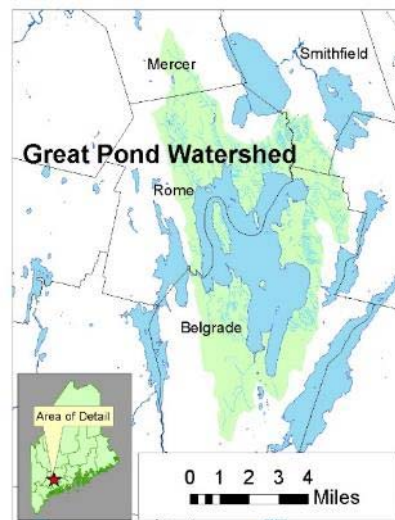 Mercer
Smithfield
Great Pond Watershed
Rome
Belgrade
Area of Detail
0 1 2 3 4
Miles